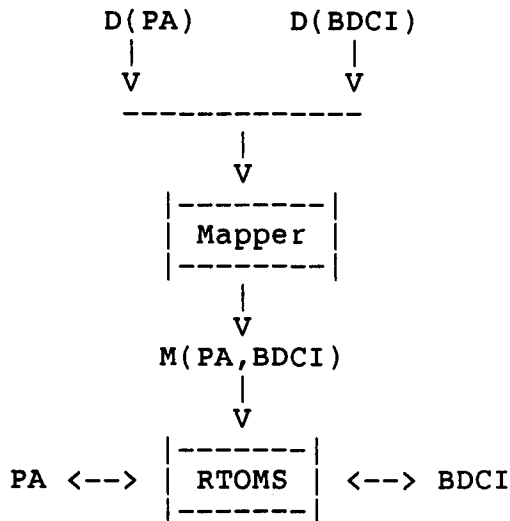 D(PA) D(BDCI)
| |
V V
--------------
|
V
|--------|
| Mapper |
|--------|
|
V
M(PA,BDCI)
|
V
|-------|
PA <--> | RTOMS | <--> BDCI
|-------|